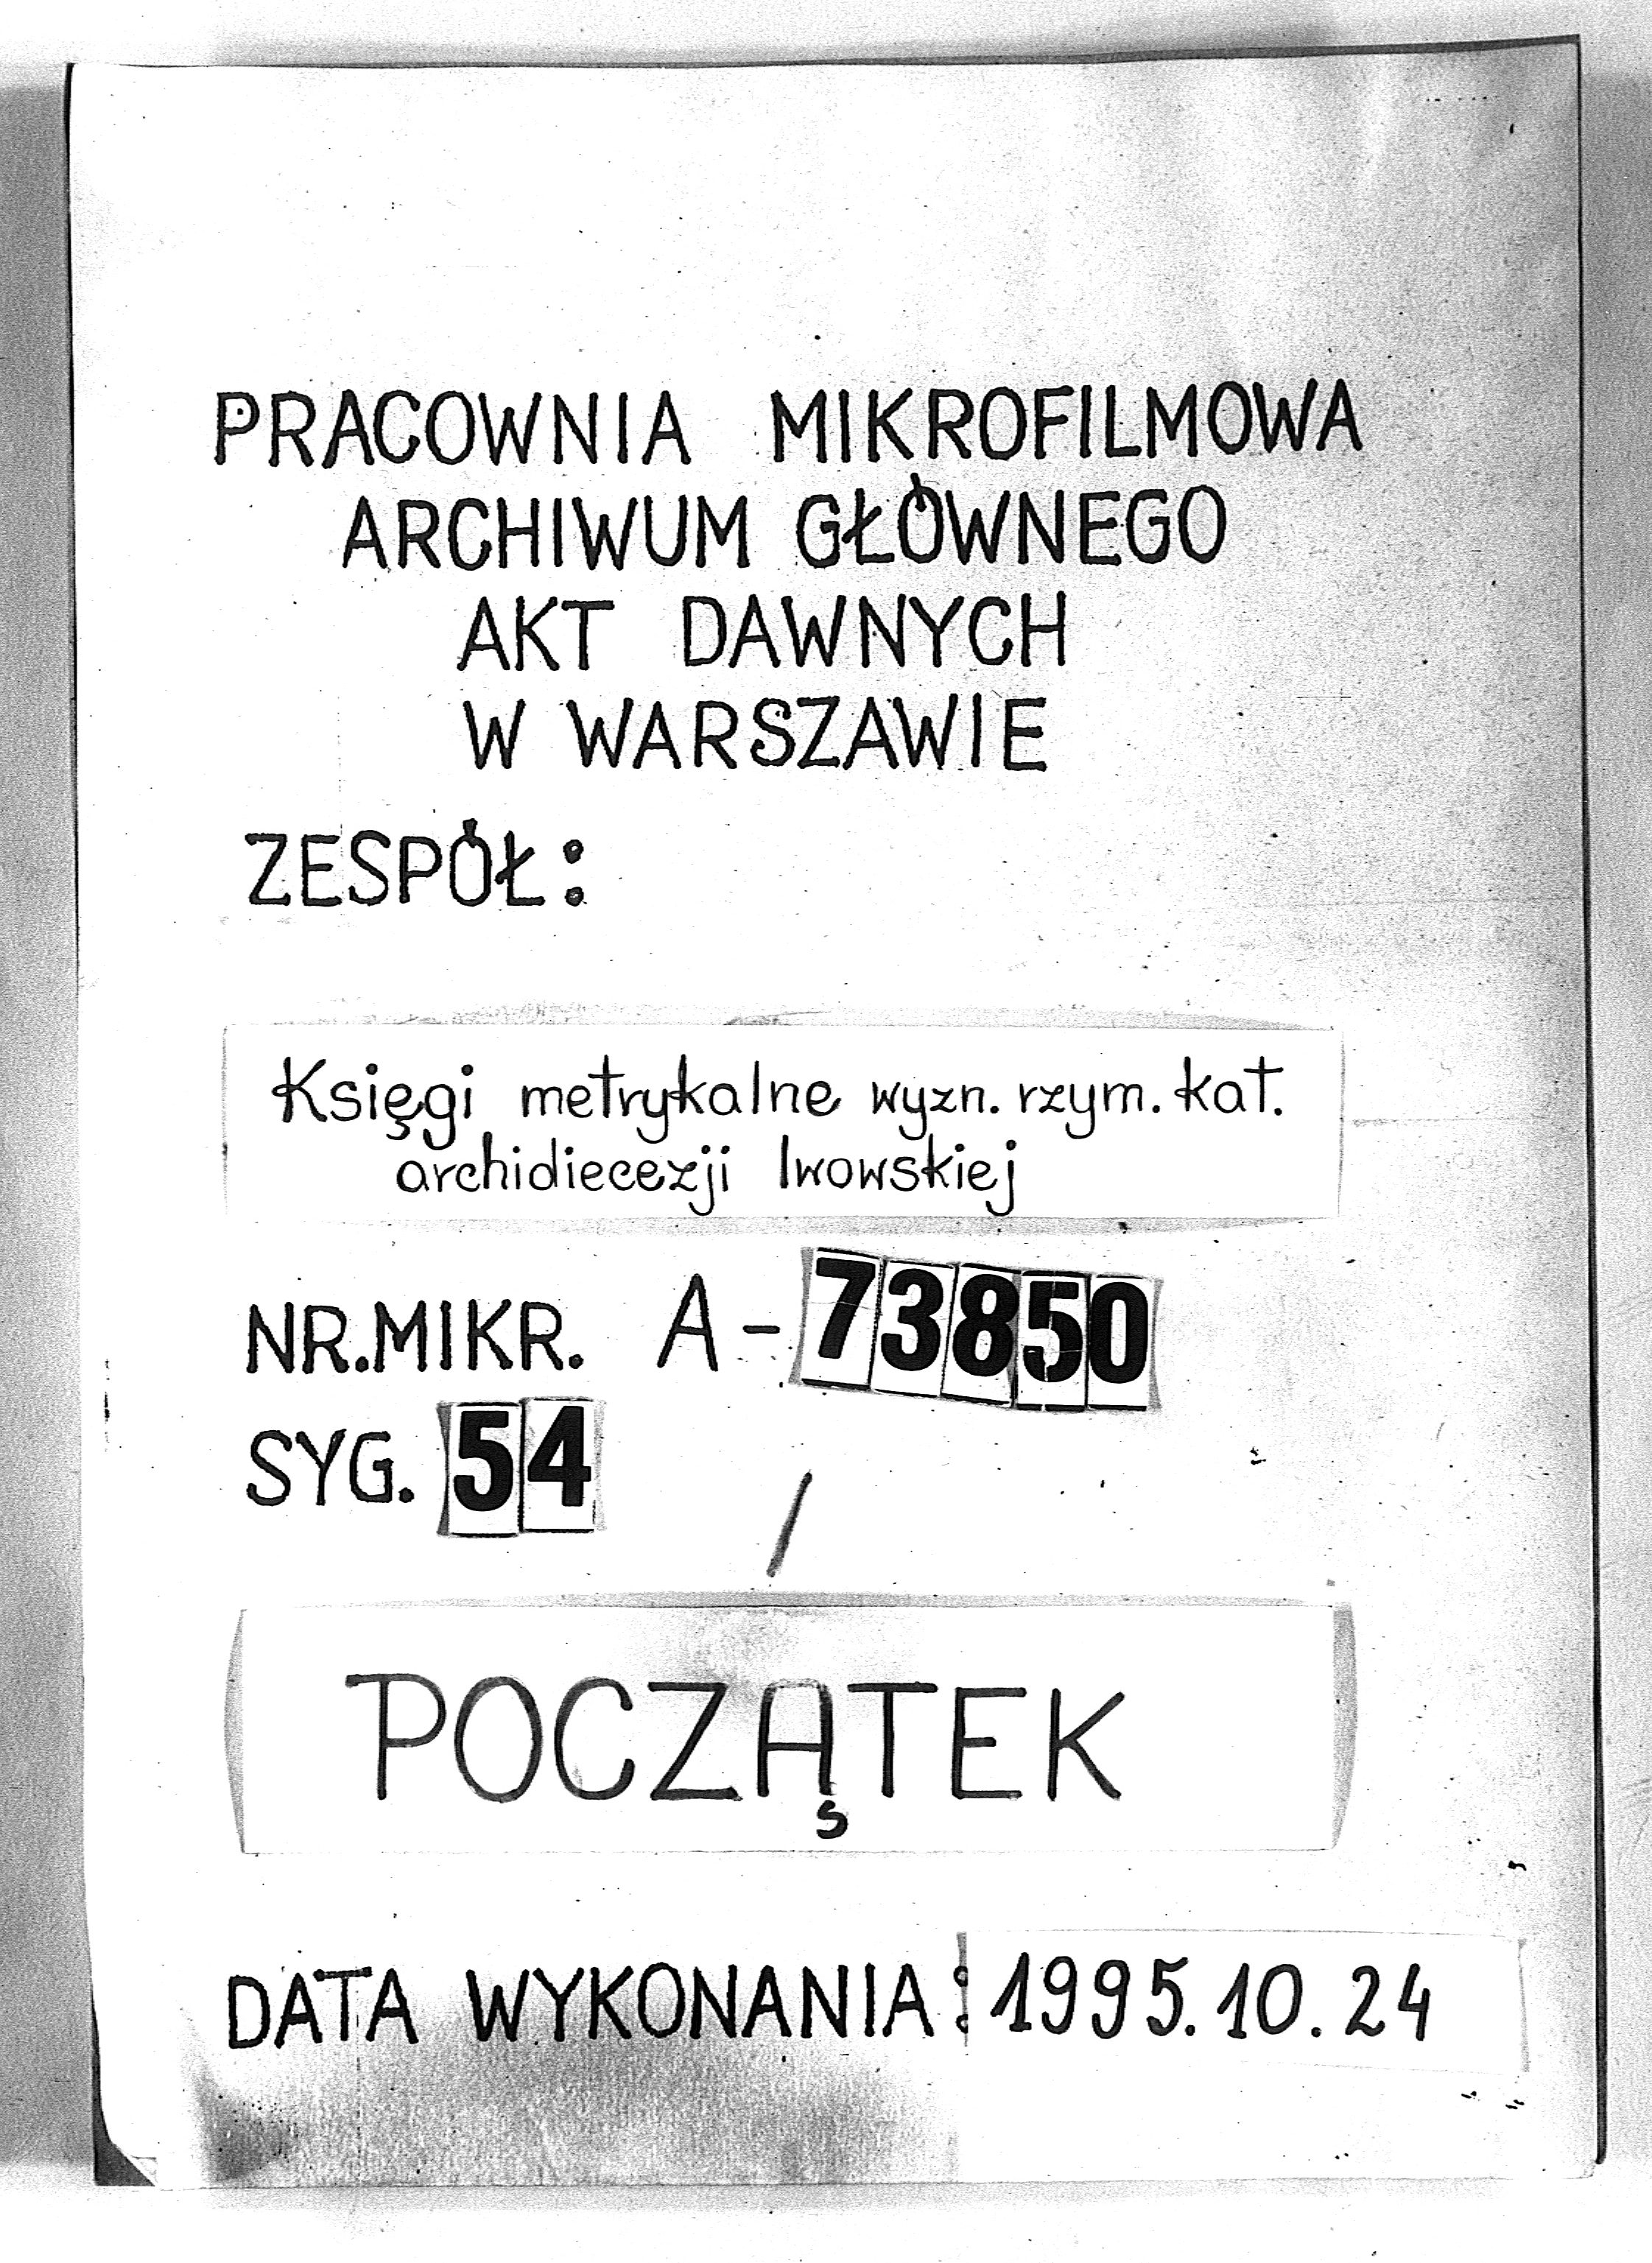 PRACOWNIA MIKROFILMOWA
ARCHIWUM GŁÓWNEGO
AKT DAWNYCH
W WARSZAWIE
ZESPÓŁ:
Księgi metrykalne wyzn. rzym. kat.
archidiecezji lwowskiej
NR.MIKR. A-73850
SYG. 54
/
POCZĄTEK
DATA WYKONANIA: 1995.10.24